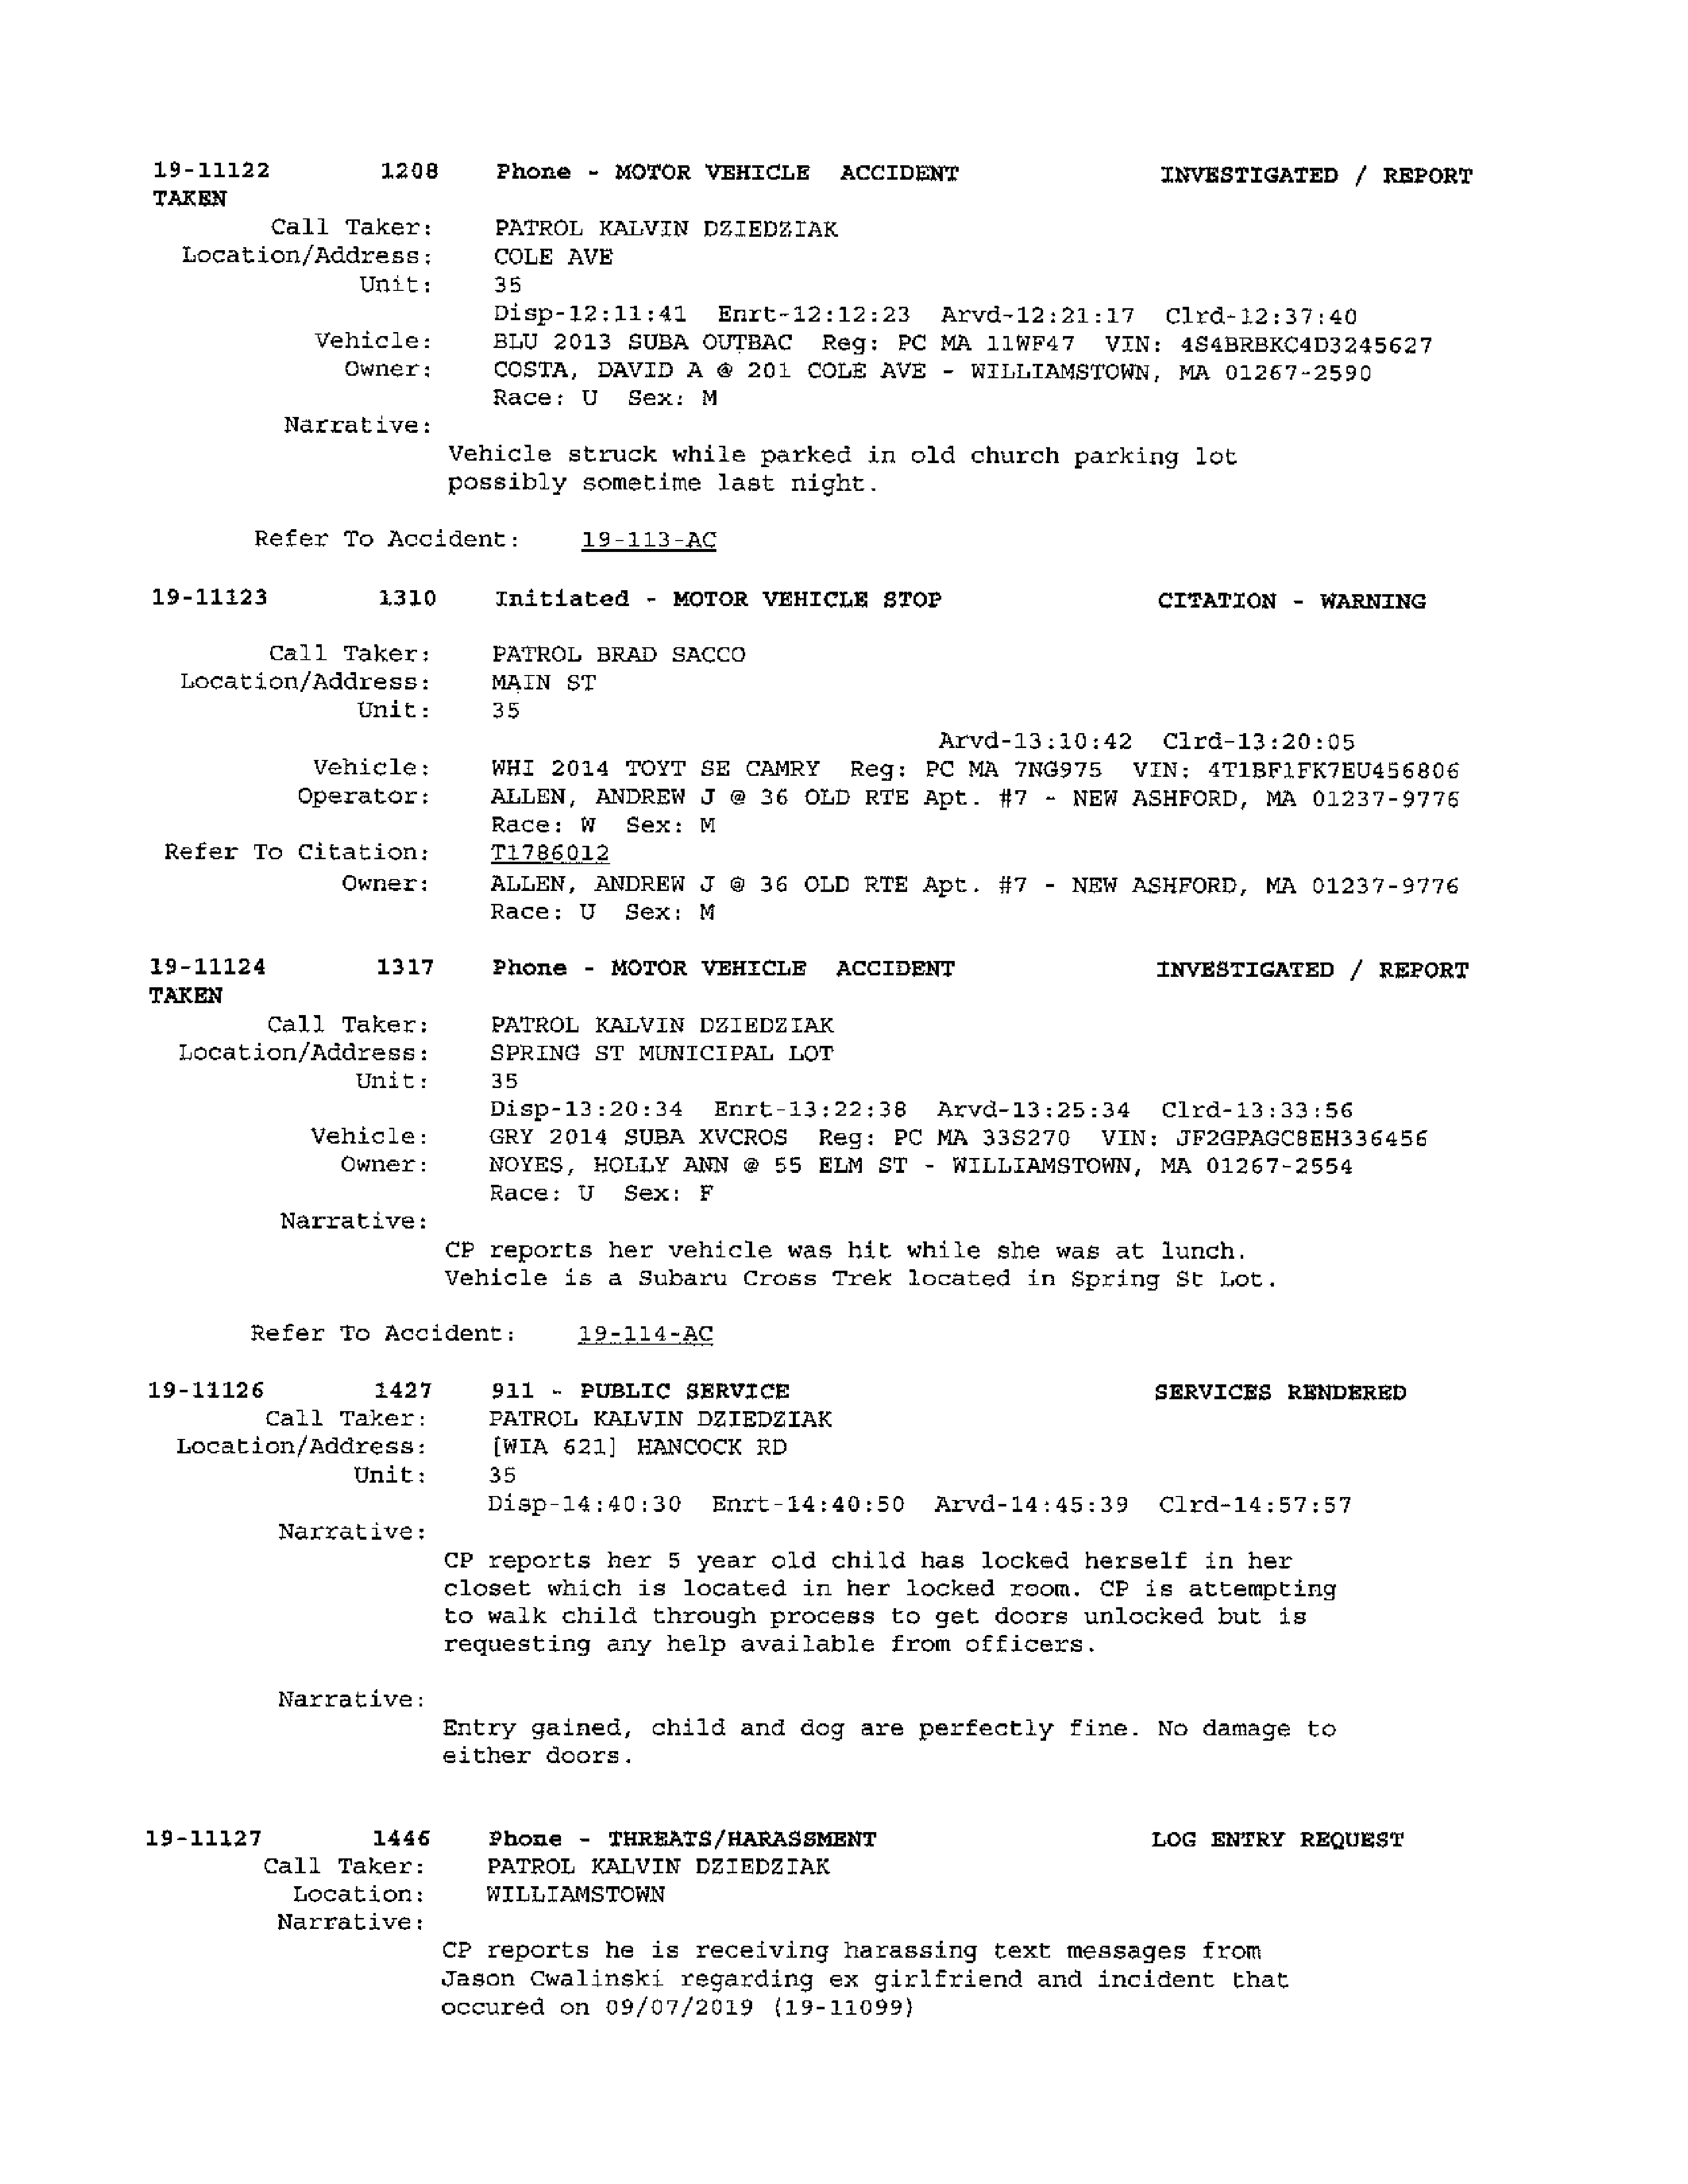 19-11122 1208 Phone - MOTOR VEHICLE ACCIDENT INVESTIGATED / REPORT
TAKEN
Call Taker: PATROL KALVIN DZIEDZIAK
Location/Address: COLE AVE
Unit: 35
Disp-12:11:41 Enrt-12:12:23 Arvd-12:21:17 Clrd-12:37:40
Vehicle: BLU 2013 SUBA OUTBAC Reg: PC MA 11WF47 VIN: 4S4BRBKC4D3245627
Owner: COSTA, DAVID A @ 201 COLE AVE - WILLIAMSTOWN, MA 01267-2590
Race: U Sex: M
Narrative:
Vehicle struck while parked in old church parking lot
possibly sometime last night.
Refer To Accident: 19-113-AC
19-11123 1310 Initiated - MOTOR VEHICLE STOP CITATION - WARNING
Call Taker: PATROL BRAD SACCO
Location/Address: MAIN ST
Unit: 35
Arvd-13:10:42 Clrd-13:20:05
Vehicle: WHI 2014 TOYT SE CAMRY Reg: PC MA 7NG975 VIN: 4T1BF1FK7EU456806
Operator: ALLEN, ANDREW J @ 36 OLD RTE Apt. #7 - NEW ASHFORD, MA 01237-9776
Race: W Sex: M
Refer To Citation: T1786012
Owner: ALLEN, ANDREW J @ 36 OLD RTE Apt. #7 - NEW ASHFORD, MA 01237-9776
Race: U Sex: M
19-11124 1317 Phone - MOTOR VEHICLE ACCIDENT INVESTIGATED / REPORT
TAKEN
Call Taker: PATROL KALVIN DZIEDZIAK
Location/Address: SPRING ST MUNICIPAL LOT
Unit: 35
Disp-13:20:34 Enrt-13:22:38 Arvd-13:25:34 Clrd-13:33:56
Vehicle: GRY 2014 SUBA XVCROS Reg: PC MA 33S270 VIN: JF2GPAGC8EH336456
Owner: NOYES, HOLLY ANN @ 55 ELM ST - WILLIAMSTOWN, MA 01267-2554
Race: U Sex: F
Narrative:
CP reports her vehicle was hit while she was at lunch.
Vehicle is a Subaru Cross Trek located in Spring St Lot.
Refer To Accident: 19-114-AC
19-11126 1427 911 - PUBLIC SERVICE SERVICES RENDERED
Call Taker: PATROL KALVIN DZIEDZIAK
Location/Address: [WIA 621] HANCOCK RD
Unit: 35
Disp-14:40:30 Enrt-14:40:50 Arvd-14:45:39 Clrd-14:57:57
Narrative:
CP reports her 5 year old child has locked herself in her
closet which is located in her locked room. CP is attempting
to walk child through process to get doors unlocked but is
requesting any help available from officers.
Narrative:
Entry gained, child and dog are perfectly fine. No damage to
either doors.
19-11127 1446 Phone - THREATS/HARASSMENT LOG ENTRY REQUEST
Call Taker: PATROL KALVIN DZIEDZIAK
Location: WILLIAMSTOWN
Narrative:
CP reports he is receiving harassing text messages from
Jason Cwalinski regarding ex girlfriend and incident that
occured on 09/07/2019 (19-11099)